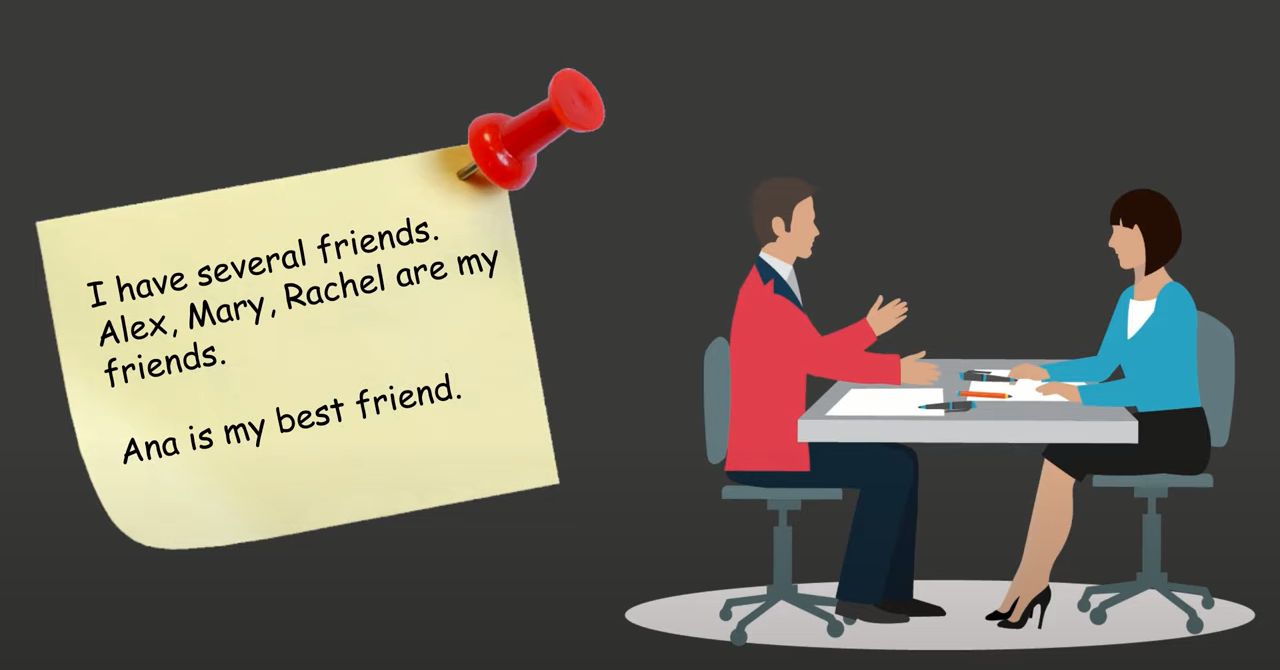 I have several friends.
Alex, Mary, Rachel are my
friends.
Ana is my best friend.